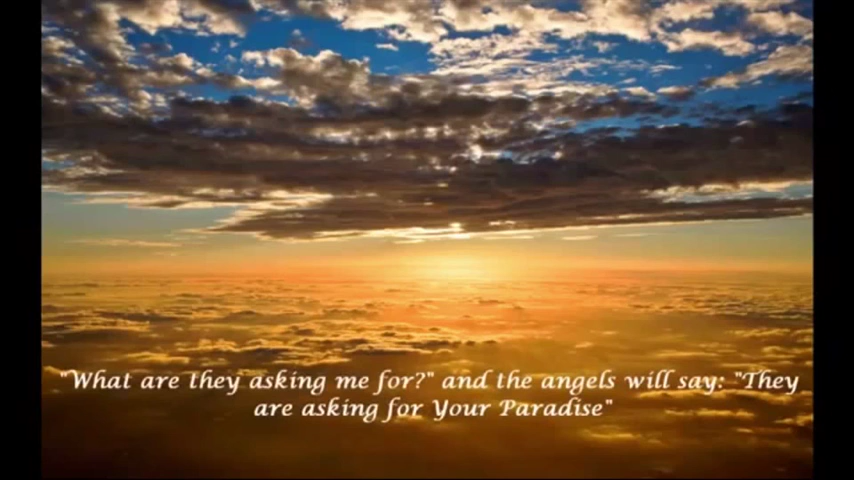 "What are they asking me for?" and the angels will say: "They
are asking for Your Paradise"